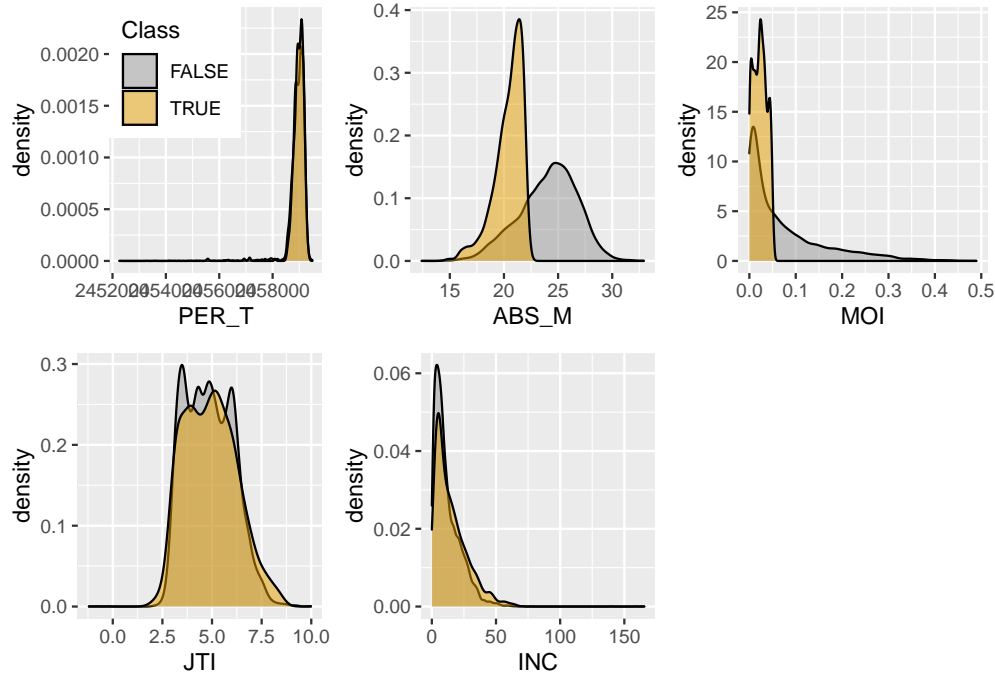 Class
FALSE
TRUE
density
0.0020
0.0015
0.0010
0.0005
0.0000
2452000 2454000 2456000 2458000
PER_T
density
0.4
0.3
0.2
0.1
0.0
15 20 25 30
ABS_M
density
25
20
15
10
5
0
0.0 0.1 0.2 0.3 0.4 0.5
MOI
density
0.3
0.2
0.1
0.0
0.0 2.5 5.0 7.5 10.0
JTI
density
0.06
0.04
0.02
0.00
0 50 100 150
INC